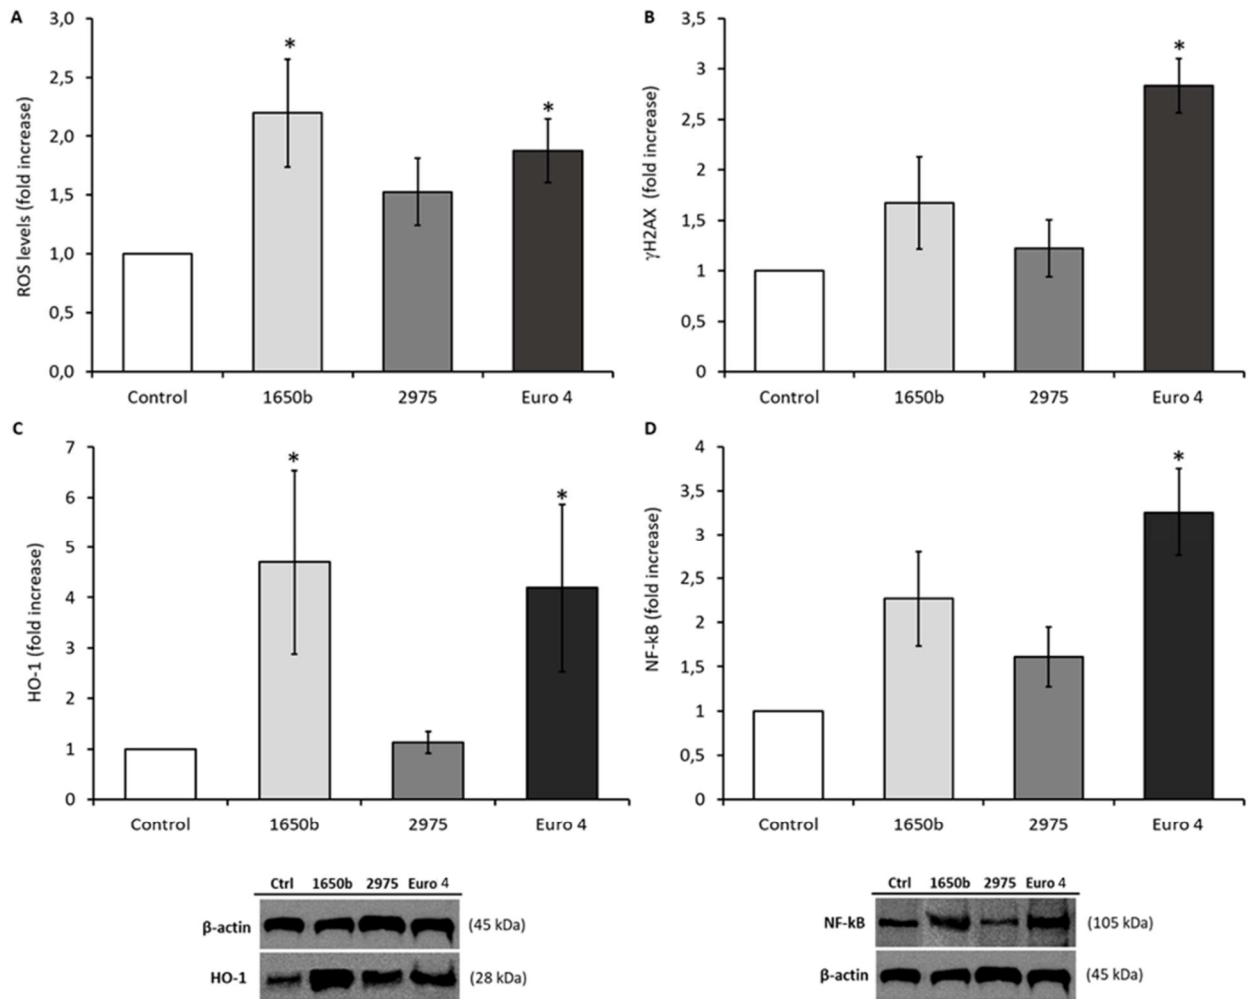 A
ROS levels (fold increase)
3,0
2,5
2,0
1,5
1,0
0,5
0,0
*
*
Control 1650b 2975 Euro 4
B
γH2AX (fold increase)
3,5
3
2,5
2
1,5
1
0,5
0
*
Control 1650b 2975 Euro 4
C
HO-1 (fold increase)
7
6
5
4
3
2
1
0
*
*
Control 1650b 2975 Euro 4
D
NF-kB (fold increase)
4
3,5
3
2,5
2
1,5
1
0,5
0
*
Control 1650b 2975 Euro 4
Ctrl 1650b 2975 Euro 4
β-actin (45 kDa)
HO-1 (28 kDa)
Ctrl 1650b 2975 Euro 4
NF-kB (105 kDa)
β-actin (45 kDa)